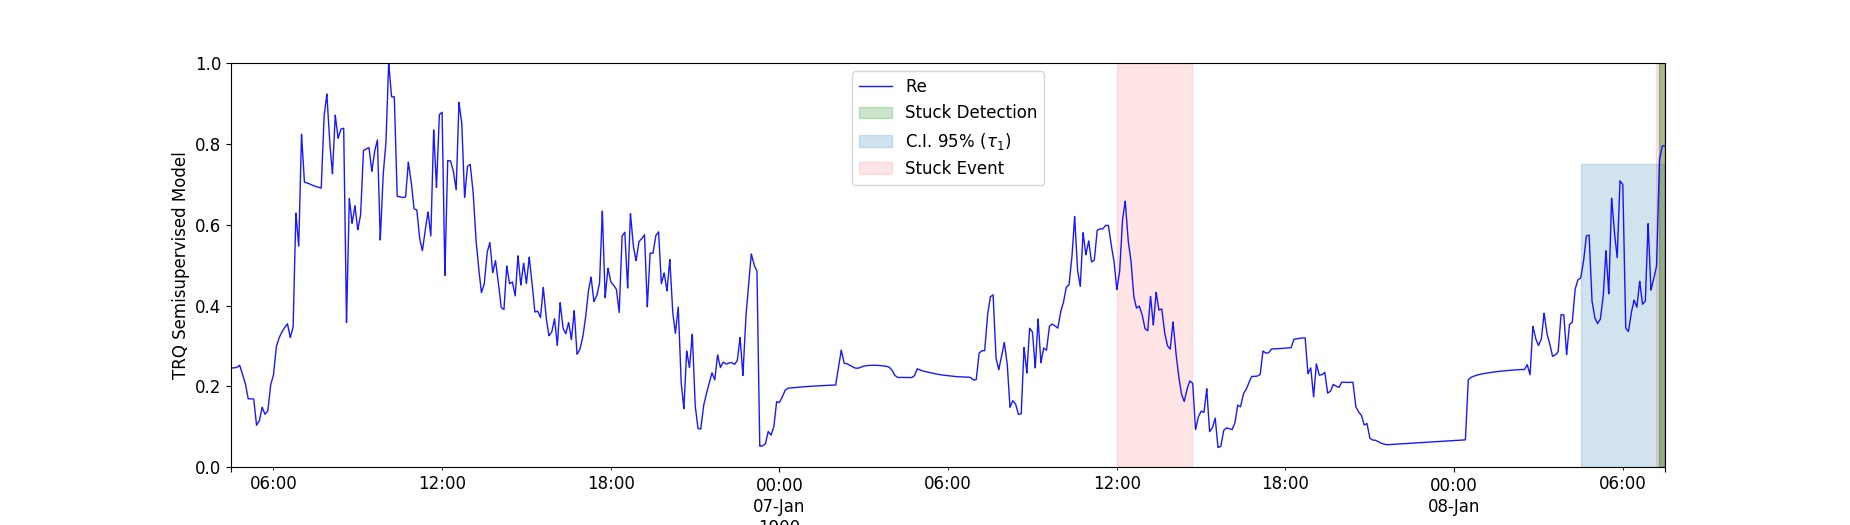 1.0
0.8
0.6
0.4
0.2
0.0
TRQ Semisupervised Model
Re
Stuck Detection
C.I. 95% (τ₁)
Stuck Event
06:00 12:00 18:00 00:00 06:00 12:00 18:00 00:00 06:00
07-Jan 08-Jan